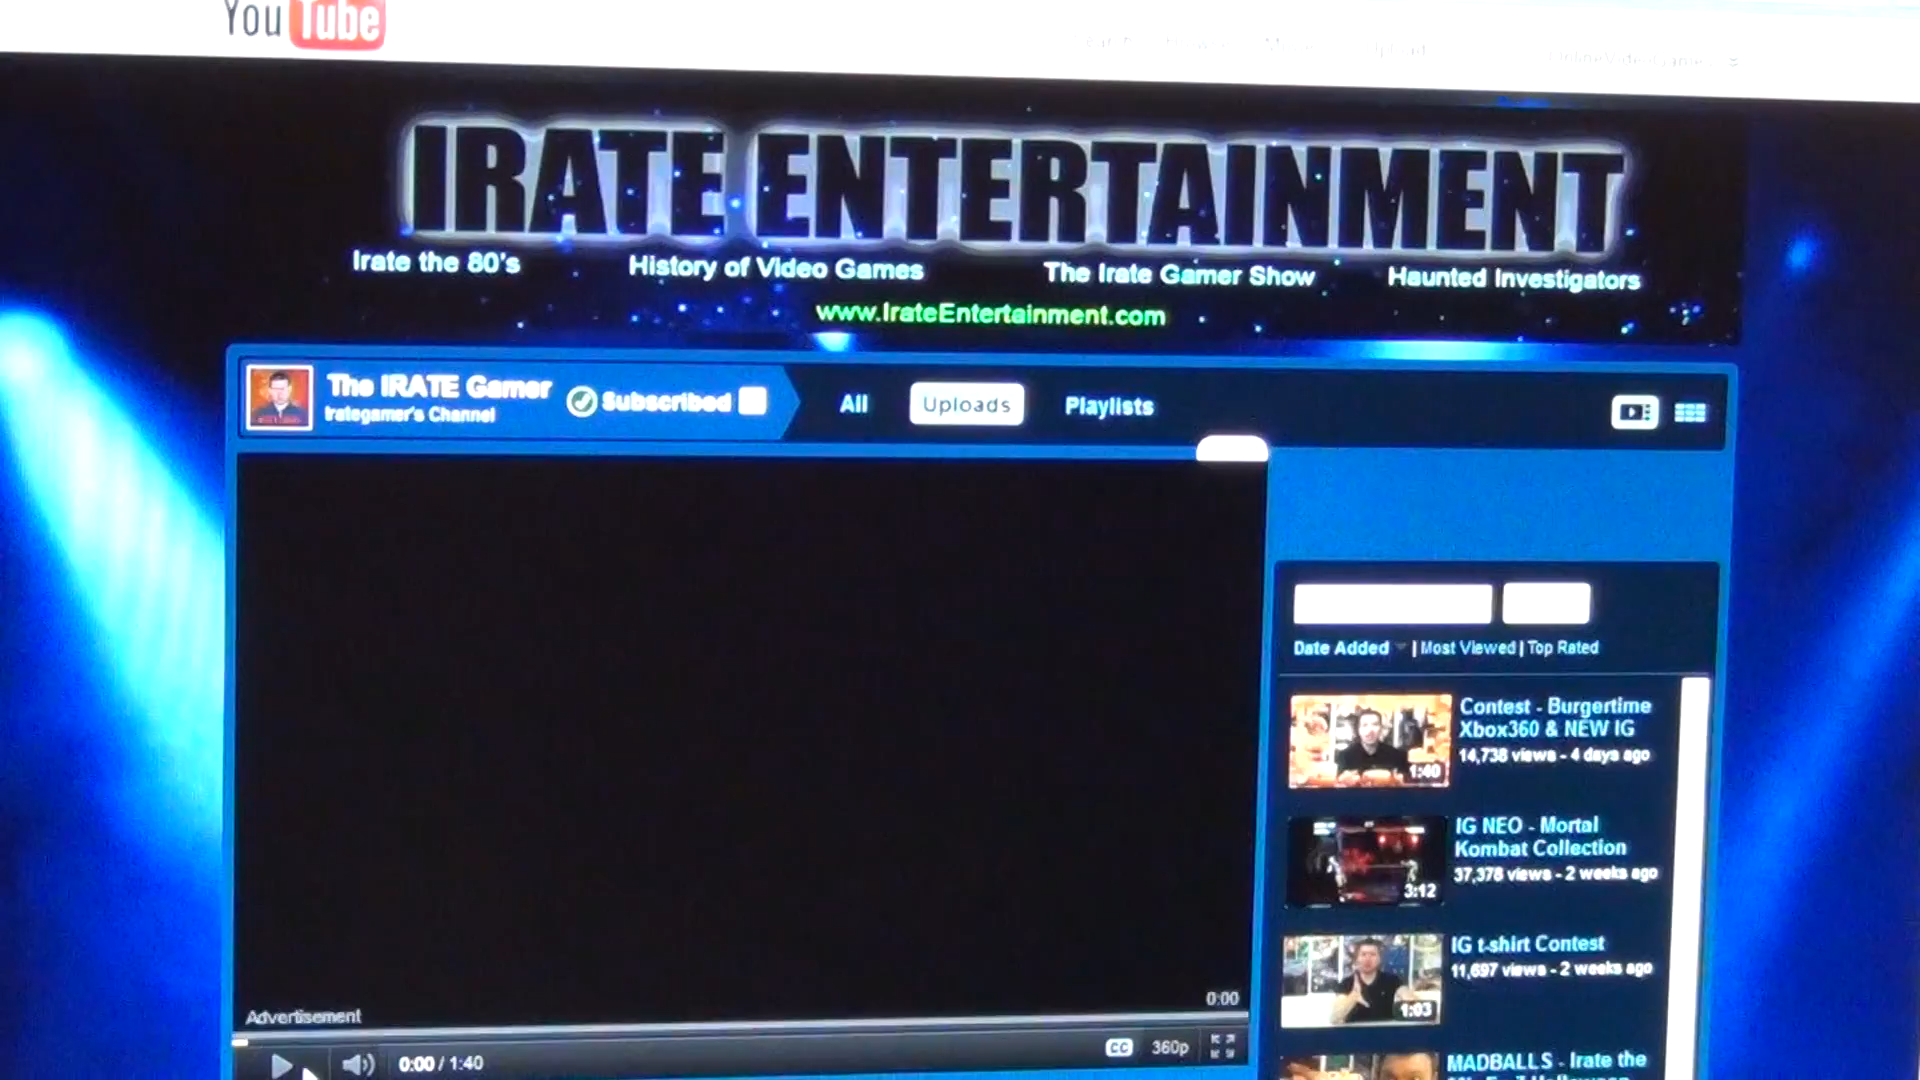 You Tube
IRATE ENTERTAINMENT
Irate the 80's History of Video Games The Irate Gamer Show Haunted Investigators
www.IrateEntertainment.com
The IRATE Gamer
Irategamer's Channel
Subscribed
All Uploads Playlists
Date Added | Most Viewed | Top Rated
Contest - Burgertime
Xbox360 & NEW IG
14,738 views - 4 days ago
1:40
IG NEO - Mortal
Kombat Collection
37,378 views - 2 weeks ago
3:12
IG t-shirt Contest
11,697 views - 2 weeks ago
1:03
MADBALLS - Irate the
Advertisement 0:00
0:00 / 1:40 CC 360p